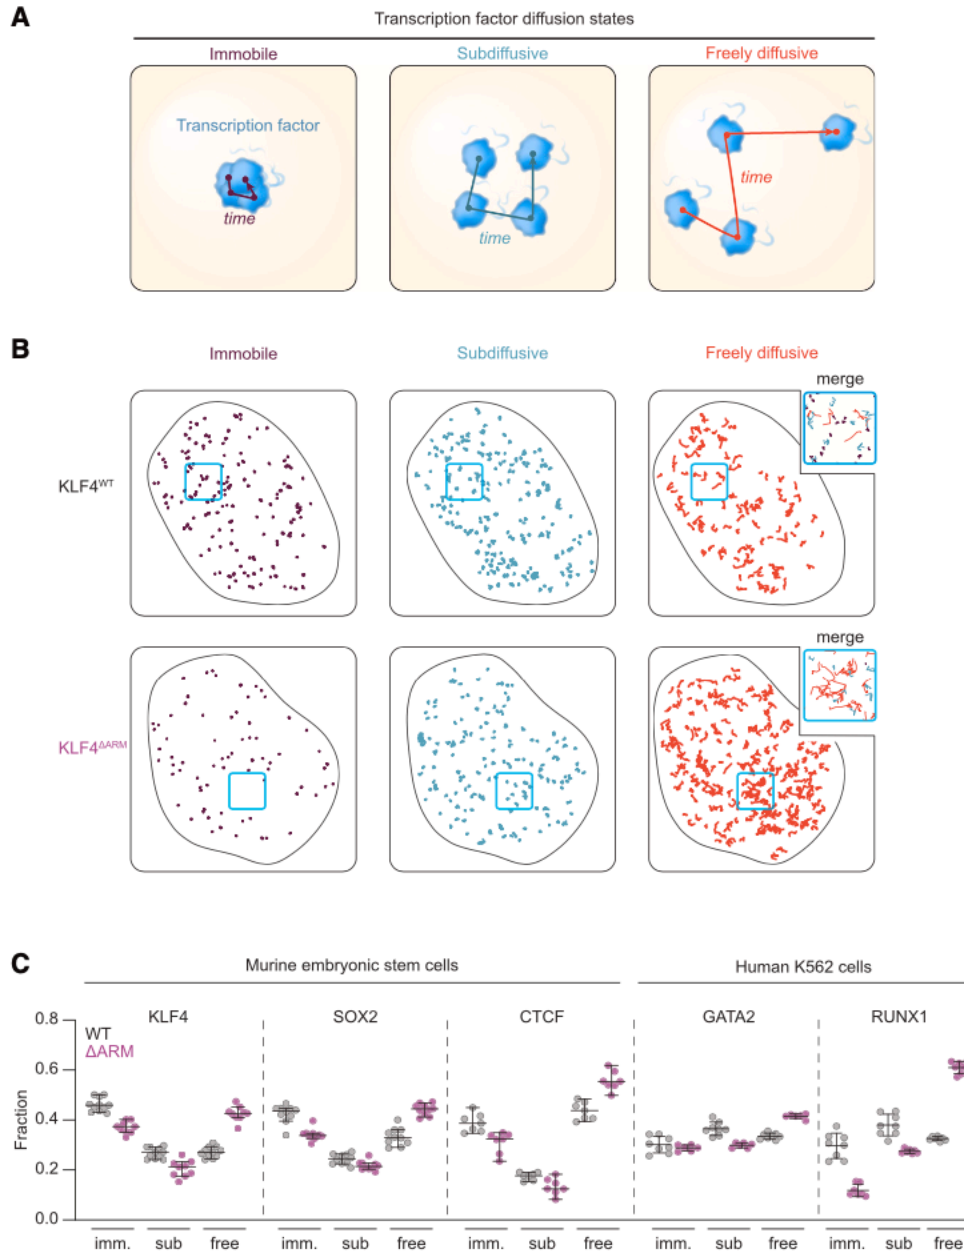 A
Transcription factor diffusion states
Immobile
Subdiffusive
Freely diffusive
Transcription factor
time
time
time
B
Immobile
Subdiffusive
Freely diffusive
merge
KLF4WT
merge
KLF4ΔARM
C
Murine embryonic stem cells
Human K562 cells
KLF4
SOX2
CTCF
GATA2
RUNX1
WT
ΔARM
Fraction
0.8
0.6
0.4
0.2
0.0
imm. sub free imm. sub free imm. sub free imm. sub free imm. sub free